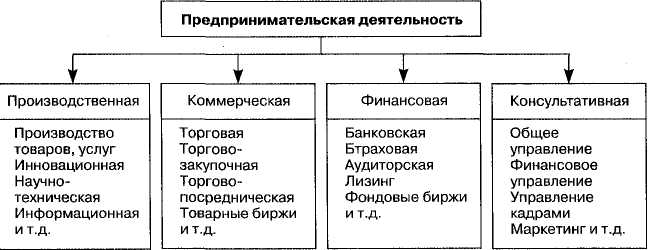 Предпринимательская деятельность
Производственная
Производство
товаров, услуг
Инновационная
Научно-
техническая
Информационная
и т.д.
Коммерческая
Торговая
Торгово-
закупочная
Торгово-
посредническая
Товарные биржи
и т.д.
Финансовая
Банковская
Бтраховая
Аудиторская
Лизинг
Фондовые биржи
и т.д.
Консультативная
Общее
управление
Финансовое
управление
Управление
кадрами
Маркетинг и т.д.